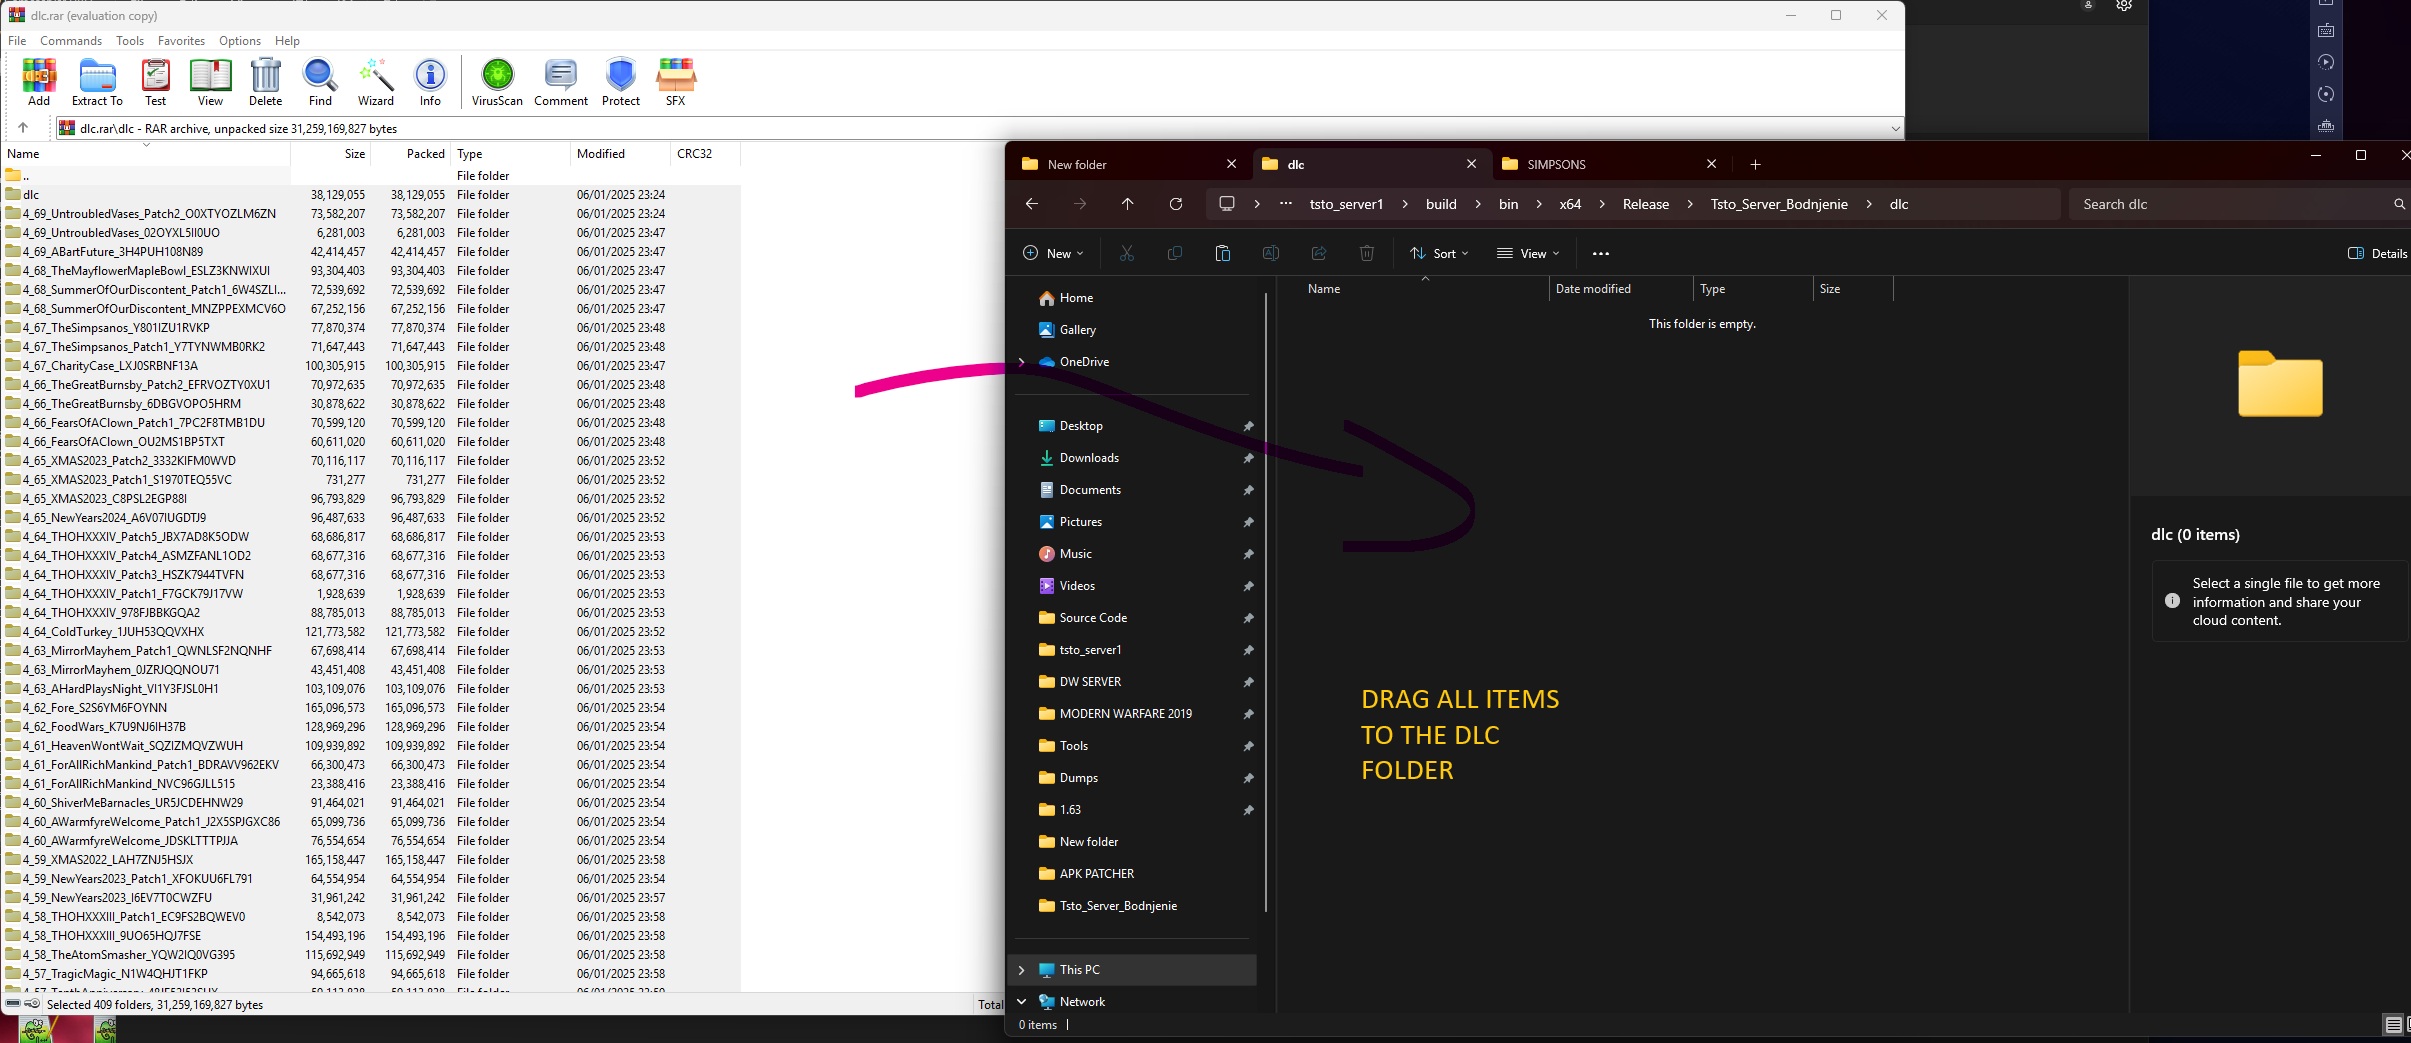 dlc.rar (evaluation copy)
File Commands Tools Favorites Options Help
Add Extract To Test View Delete Find Wizard Info VirusScan Comment Protect SFX
dlc.rar\dlc - RAR archive, unpacked size 31,259,169,827 bytes
Name Size Packed Type Modified CRC32
.. File folder
dlc 38,129,055 38,129,055 File folder 06/01/2025 23:24
4_69_UntroubledVases_Patch2_O0XTYOZLM6ZN 73,582,207 73,582,207 File folder 06/01/2025 23:24
4_69_UntroubledVases_02OYXL5II0UO 6,281,003 6,281,003 File folder 06/01/2025 23:47
4_69_ABartFuture_3H4PUH108N89 42,414,457 42,414,457 File folder 06/01/2025 23:47
4_68_TheMayflowerMapleBowl_ESLZ3KNWIXUI 93,304,403 93,304,403 File folder 06/01/2025 23:47
4_68_SummerOfOurDiscontent_Patch1_6W4SZLI... 72,539,692 72,539,692 File folder 06/01/2025 23:47
4_68_SummerOfOurDiscontent_MNZPPEXMCV6O 67,252,156 67,252,156 File folder 06/01/2025 23:47
4_67_TheSimpsanos_Y801IZU1RVKP 77,870,374 77,870,374 File folder 06/01/2025 23:48
4_67_TheSimpsanos_Patch1_Y7TYNWMB0RK2 71,647,443 71,647,443 File folder 06/01/2025 23:48
4_67_CharityCase_LXJ0SRBNF13A 100,305,915 100,305,915 File folder 06/01/2025 23:47
4_66_TheGreatBurnsby_Patch2_EFRVOZTY0XU1 70,972,635 70,972,635 File folder 06/01/2025 23:48
4_66_TheGreatBurnsby_6DBGVOPO5HRM 30,878,622 30,878,622 File folder 06/01/2025 23:48
4_66_FearsOfAClown_Patch1_7PC2F8TMB1DU 70,599,120 70,599,120 File folder 06/01/2025 23:48
4_66_FearsOfAClown_OU2MS1BP5TXT 60,611,020 60,611,020 File folder 06/01/2025 23:48
4_65_XMAS2023_Patch2_3332KIFM0WVD 70,116,117 70,116,117 File folder 06/01/2025 23:52
4_65_XMAS2023_Patch1_S1970TEQ55VC 731,277 731,277 File folder 06/01/2025 23:52
4_65_XMAS2023_C8PSL2EGP88I 96,793,829 96,793,829 File folder 06/01/2025 23:52
4_65_NewYears2024_A6V07IUGDTJ9 96,487,633 96,487,633 File folder 06/01/2025 23:52
4_64_THOHXXXIV_Patch5_JBX7AD8K5ODW 68,686,817 68,686,817 File folder 06/01/2025 23:53
4_64_THOHXXXIV_Patch4_ASMZFANL1OD2 68,677,316 68,677,316 File folder 06/01/2025 23:53
4_64_THOHXXXIV_Patch3_HSZK7944TVFN 68,677,316 68,677,316 File folder 06/01/2025 23:53
4_64_THOHXXXIV_Patch1_F7GCK79J17VW 1,928,639 1,928,639 File folder 06/01/2025 23:53
4_64_THOHXXXIV_978FJBBKGQA2 88,785,013 88,785,013 File folder 06/01/2025 23:53
4_64_ColdTurkey_1JUH53QQVXHX 121,773,582 121,773,582 File folder 06/01/2025 23:52
4_63_MirrorMayhem_Patch1_QWNLSF2NQNHF 67,698,414 67,698,414 File folder 06/01/2025 23:53
4_63_MirrorMayhem_0JZRJQQNOU71 43,451,408 43,451,408 File folder 06/01/2025 23:53
4_63_AHardPlaysNight_VI1Y3FJSL0H1 103,109,076 103,109,076 File folder 06/01/2025 23:53
4_62_Fore_S2S6YM6FOYNN 165,096,573 165,096,573 File folder 06/01/2025 23:54
4_62_FoodWars_K7U9NJ6IH37B 128,969,296 128,969,296 File folder 06/01/2025 23:54
4_61_HeavenWontWait_SQZIZMQVZWUH 109,939,892 109,939,892 File folder 06/01/2025 23:54
4_61_ForAllRichMankind_Patch1_BDRAVV962EKV 66,300,473 66,300,473 File folder 06/01/2025 23:54
4_61_ForAllRichMankind_NVC96GJLL515 23,388,416 23,388,416 File folder 06/01/2025 23:54
4_60_ShiverMeBarnacles_UR5JCDEHNW29 91,464,021 91,464,021 File folder 06/01/2025 23:54
4_60_AWarmfyreWelcome_Patch1_J2X5SPJGXC86 65,099,736 65,099,736 File folder 06/01/2025 23:54
4_60_AWarmfyreWelcome_JDSKLTTTPJJA 76,554,654 76,554,654 File folder 06/01/2025 23:54
4_59_XMAS2022_LAH7ZNJ5HSJX 165,158,447 165,158,447 File folder 06/01/2025 23:58
4_59_NewYears2023_Patch1_XFOKUU6FL791 64,554,954 64,554,954 File folder 06/01/2025 23:54
4_59_NewYears2023_I6EV7T0CWZFU 31,961,242 31,961,242 File folder 06/01/2025 23:57
4_58_THOHXXXIII_Patch1_EC9FS2BQWEV0 8,542,073 8,542,073 File folder 06/01/2025 23:58
4_58_THOHXXXIII_9UO65HQJ7FSE 154,493,196 154,493,196 File folder 06/01/2025 23:58
4_58_TheAtomSmasher_YQW2IQ0VG395 115,692,949 115,692,949 File folder 06/01/2025 23:58
4_57_TragicMagic_N1W4QHJT1FKP 94,665,618 94,665,618 File folder 06/01/2025 23:58
Selected 409 folders, 31,259,169,827 bytes Total
New folder dlc SIMPSONS
tsto_server1 build bin x64 Release Tsto_Server_Bodnjenie dlc Search dlc
New Sort View Details
Name Date modified Type Size
This folder is empty.
Home
Gallery
OneDrive
Desktop
Downloads
Documents
Pictures
Music
Videos
Source Code
tsto_server1
DW SERVER
MODERN WARFARE 2019
Tools
Dumps
1.63
New folder
APK PATCHER
Tsto_Server_Bodnjenie
This PC
Network
0 items
DRAG ALL ITEMS
TO THE DLC
FOLDER
dlc (0 items)
Select a single file to get more
information and share your
cloud content.